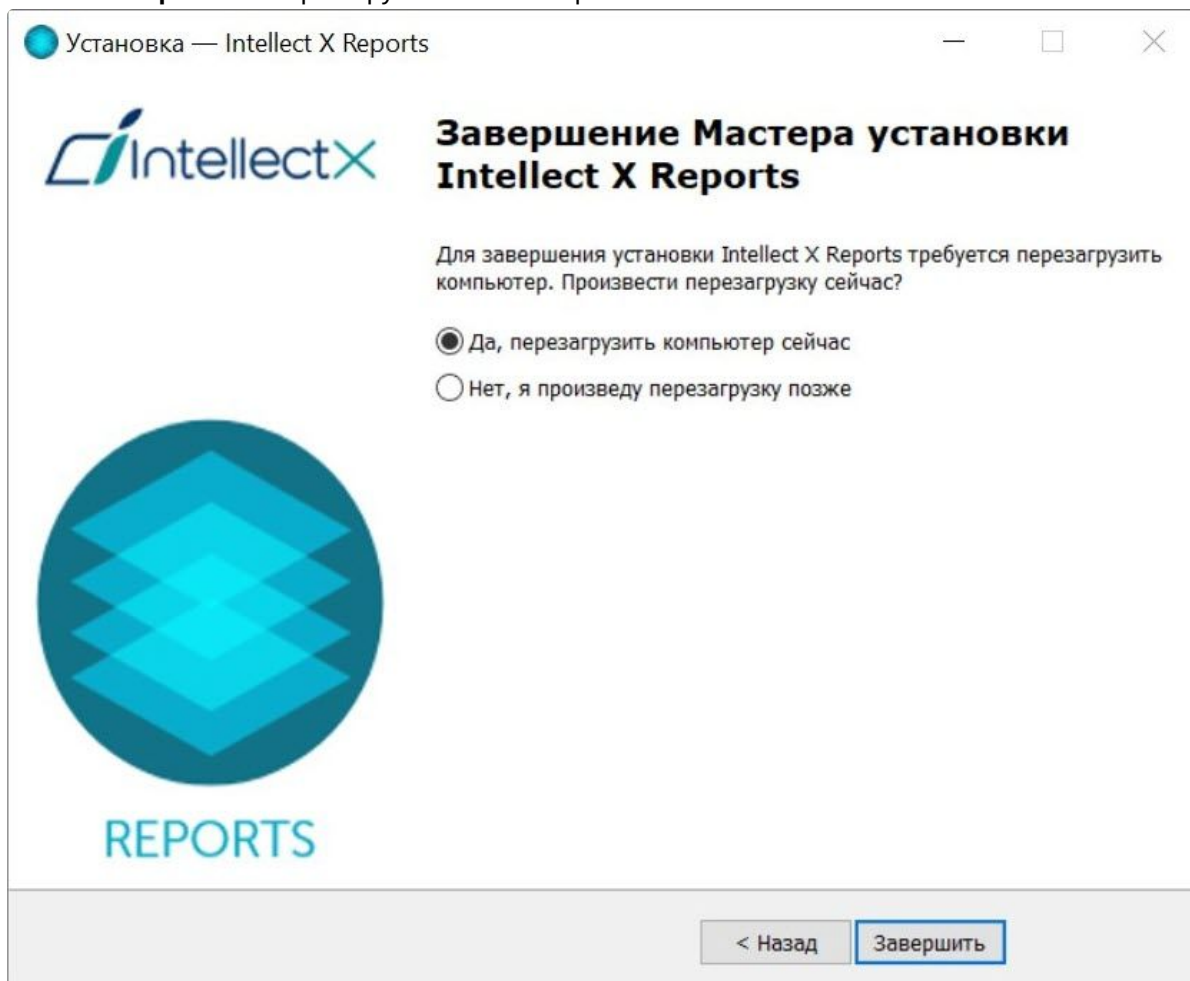 Установка — Intellect X Reports
IntellectX
Завершение Мастера установки
Intellect X Reports
Для завершения установки Intellect X Reports требуется перезагрузить
компьютер. Произвести перезагрузку сейчас?
Да, перезагрузить компьютер сейчас
Нет, я произведу перезагрузку позже
REPORTS
< Назад
Завершить